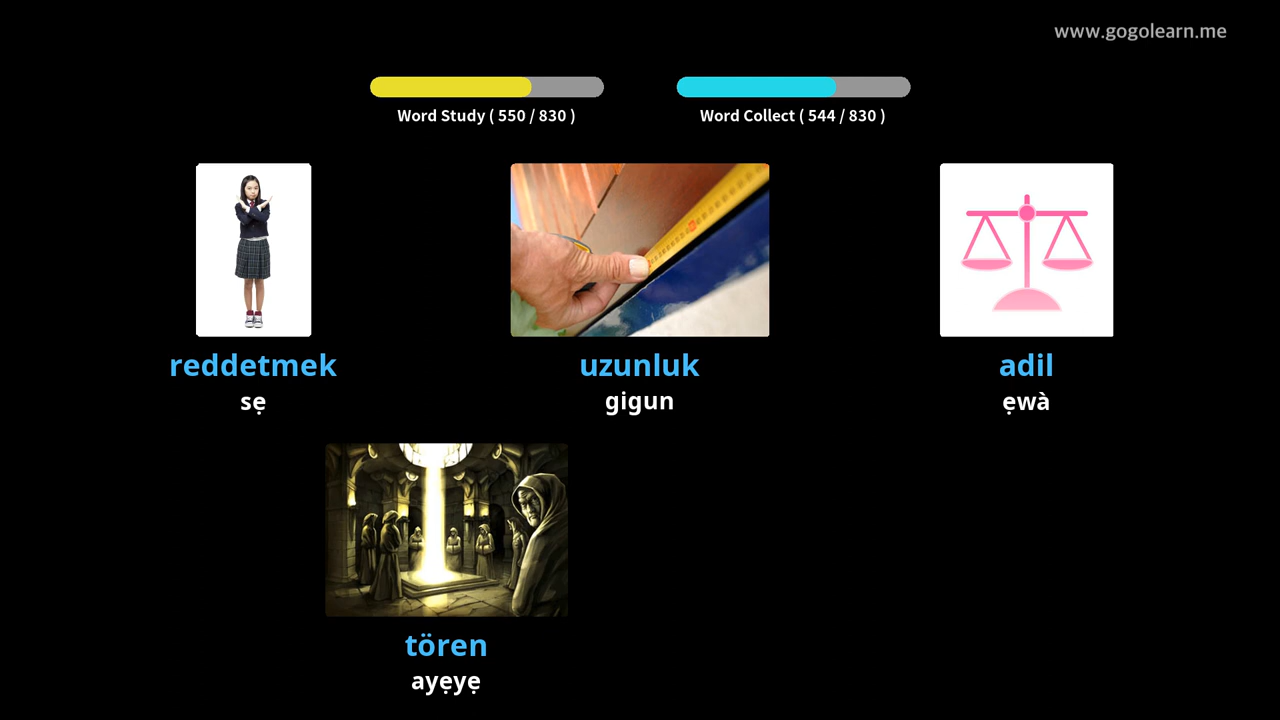 www.gogolearn.me
Word Study ( 550 / 830 )
Word Collect ( 544 / 830 )
reddetmek
sẹ
uzunluk
gigun
adil
ẹwà
tören
ayẹyẹ